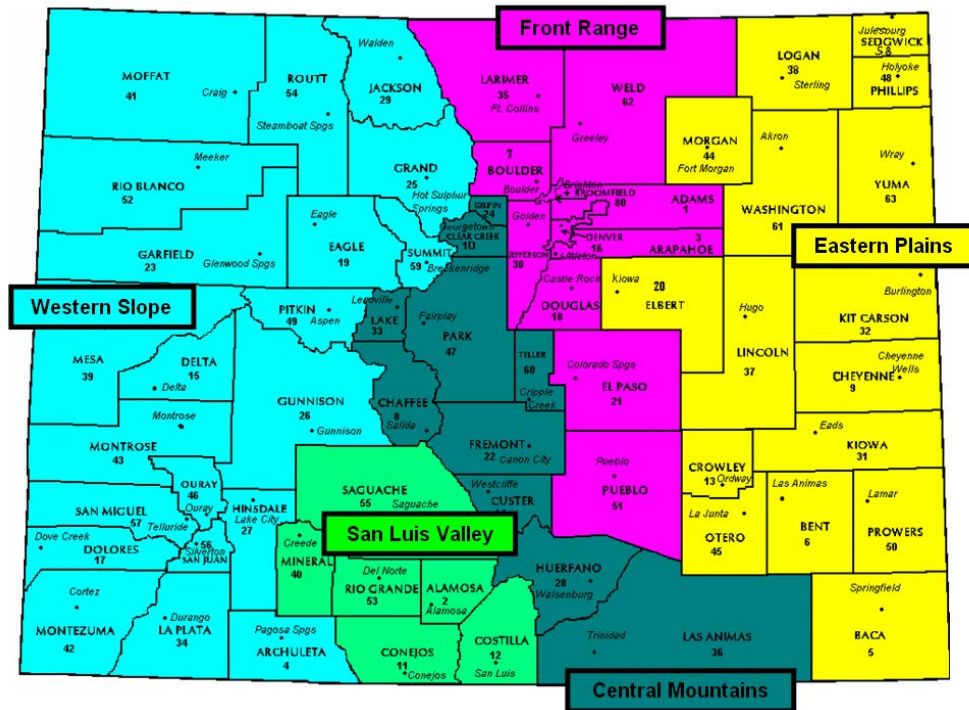 Front Range
Julesburg
SEDGWICK
58
LOGAN
38
Sterling
Holyoke
48
PHILLIPS
Walden
JACKSON
29
MOFFAT
41
Craig
ROUTT
54
Steamboat Spgs
LARIMER
35
Ft. Collins
WELD
62
Greeley
MORGAN
44
Fort Morgan
Akron
WASHINGTON
61
Wray
YUMA
63
Meeker
RIO BLANCO
52
GRAND
25
Hot Sulphur
Springs
7
BOULDER
Boulder
Brighton
BROOMFIELD
80
ADAMS
1
GILPIN
24
Georgetown
CLEAR CREEK
10
Golden
JEFFERSON
30
DENVER
16
Littleton
3
ARAPAHOE
Eastern Plains
Eagle
EAGLE
19
GARFIELD
23
Glenwood Spgs
SUMMIT
59
Breckenridge
Castle Rock
DOUGLAS
18
Kiowa
20
ELBERT
Hugo
LINCOLN
37
Burlington
KIT CARSON
32
Western Slope
PITKIN
49
Aspen
Leadville
LAKE
33
Fairplay
PARK
47
TELLER
60
Cripple
Creek
Colorado Spgs
EL PASO
21
Cheyenne
Wells
CHEYENNE
9
MESA
39
DELTA
15
Delta
GUNNISON
26
Gunnison
CHAFFEE
8
Salida
FREMONT
22
Canon City
Montrose
MONTROSE
43
Eads
KIOWA
31
CROWLEY
13
Ordway
Pueblo
PUEBLO
51
OURAY
46
Ouray
SAN MIGUEL
57
Telluride
HINSDALE
Lake City
27
SAGUACHE
55
Saguache
Westcliffe
CUSTER
La Junta
OTERO
45
Las Animas
BENT
6
Lamar
PROWERS
50
Dove Creek
DOLORES
17
56
Silverton
SAN JUAN
San Luis Valley
Creede
MINERAL
40
Del Norte
RIO GRANDE
53
ALAMOSA
2
Alamosa
HUERFANO
28
Walsenburg
Springfield
BACA
5
Cortez
MONTEZUMA
42
Durango
LA PLATA
34
Pagosa Spgs
ARCHULETA
4
CONEJOS
11
Conejos
COSTILLA
12
San Luis
Trinidad
LAS ANIMAS
36
Central Mountains